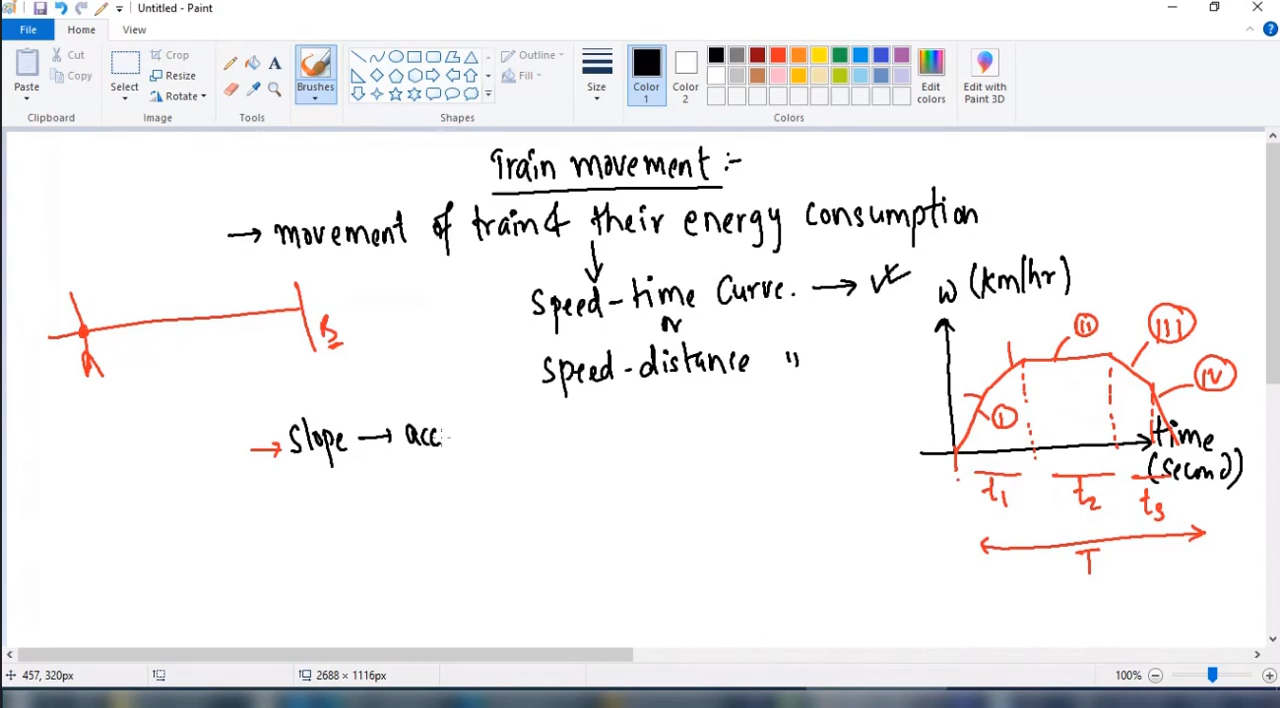 Untitled - Paint
File Home View
Paste
Cut
Copy
Clipboard
Select
Crop
Resize
Rotate
Image
A
Tools
Brushes
Shapes
Outline
Fill
Size
Color 1
Color 2
Colors
Edit colors
Edit with Paint 3D
Train movement :-
→ movement of train & their energy consumption
Speed-time Curve. →
or
Speed-distance "
A
B
→ Slope → acc
(km/hr)
I
II
III
IV
time
(second)
t1 t2 t3
T
457, 320px
2688 × 1116px
100%